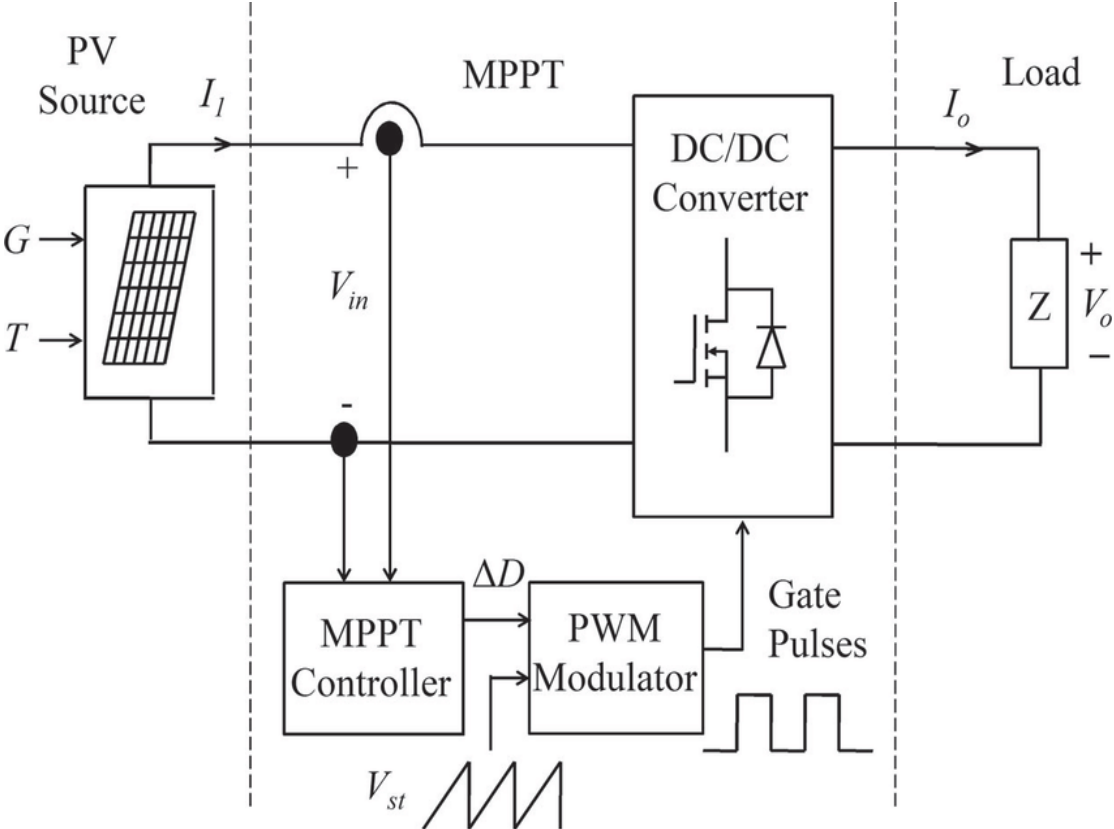 PV
Source
I1
MPPT
Io
Load
DC/DC
Converter
+
G
T
Vin
Z
+
Vo
−
-
ΔD
MPPT
Controller
PWM
Modulator
Gate
Pulses
Vst